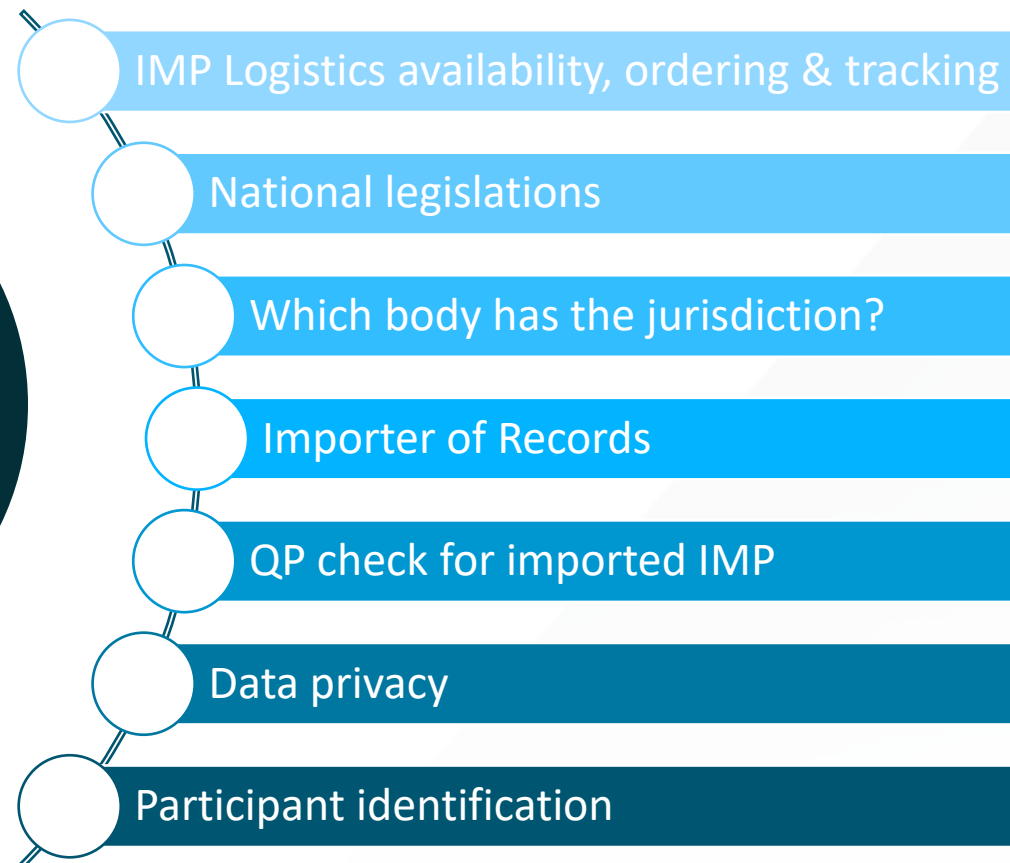 IMP Logistics availability, ordering & tracking
National legislations
Which body has the jurisdiction?
Importer of Records
QP check for imported IMP
Data privacy
Participant identification